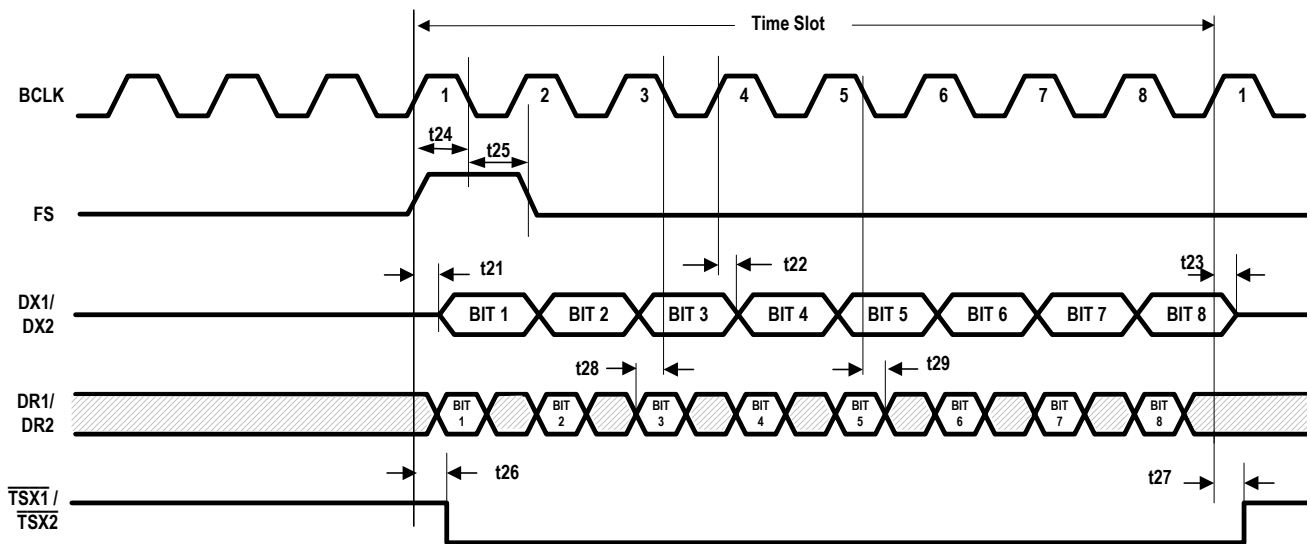 Time Slot
BCLK 1 2 3 4 5 6 7 8 1
t24
t25
FS
t21 t22 t23
DX1/
DX2
BIT 1 BIT 2 BIT 3 BIT 4 BIT 5 BIT 6 BIT 7 BIT 8
t28 t29
DR1/
DR2
BIT BIT BIT BIT BIT BIT BIT BIT
1 2 3 4 5 6 7 8
t26 t27
TSX1 /
TSX2